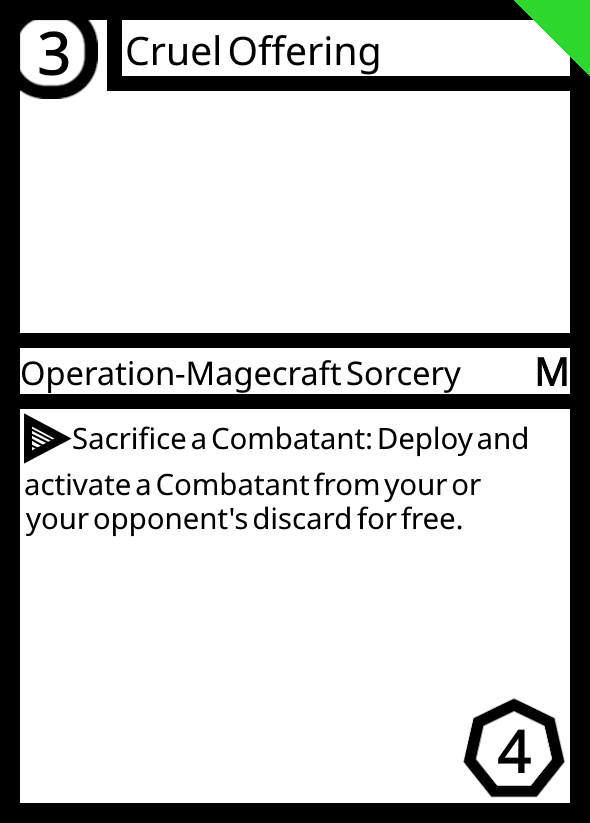 3
Cruel Offering
Operation-Magecraft Sorcery
M
Sacrifice a Combatant: Deploy and
activate a Combatant from your or
your opponent's discard for free.
4